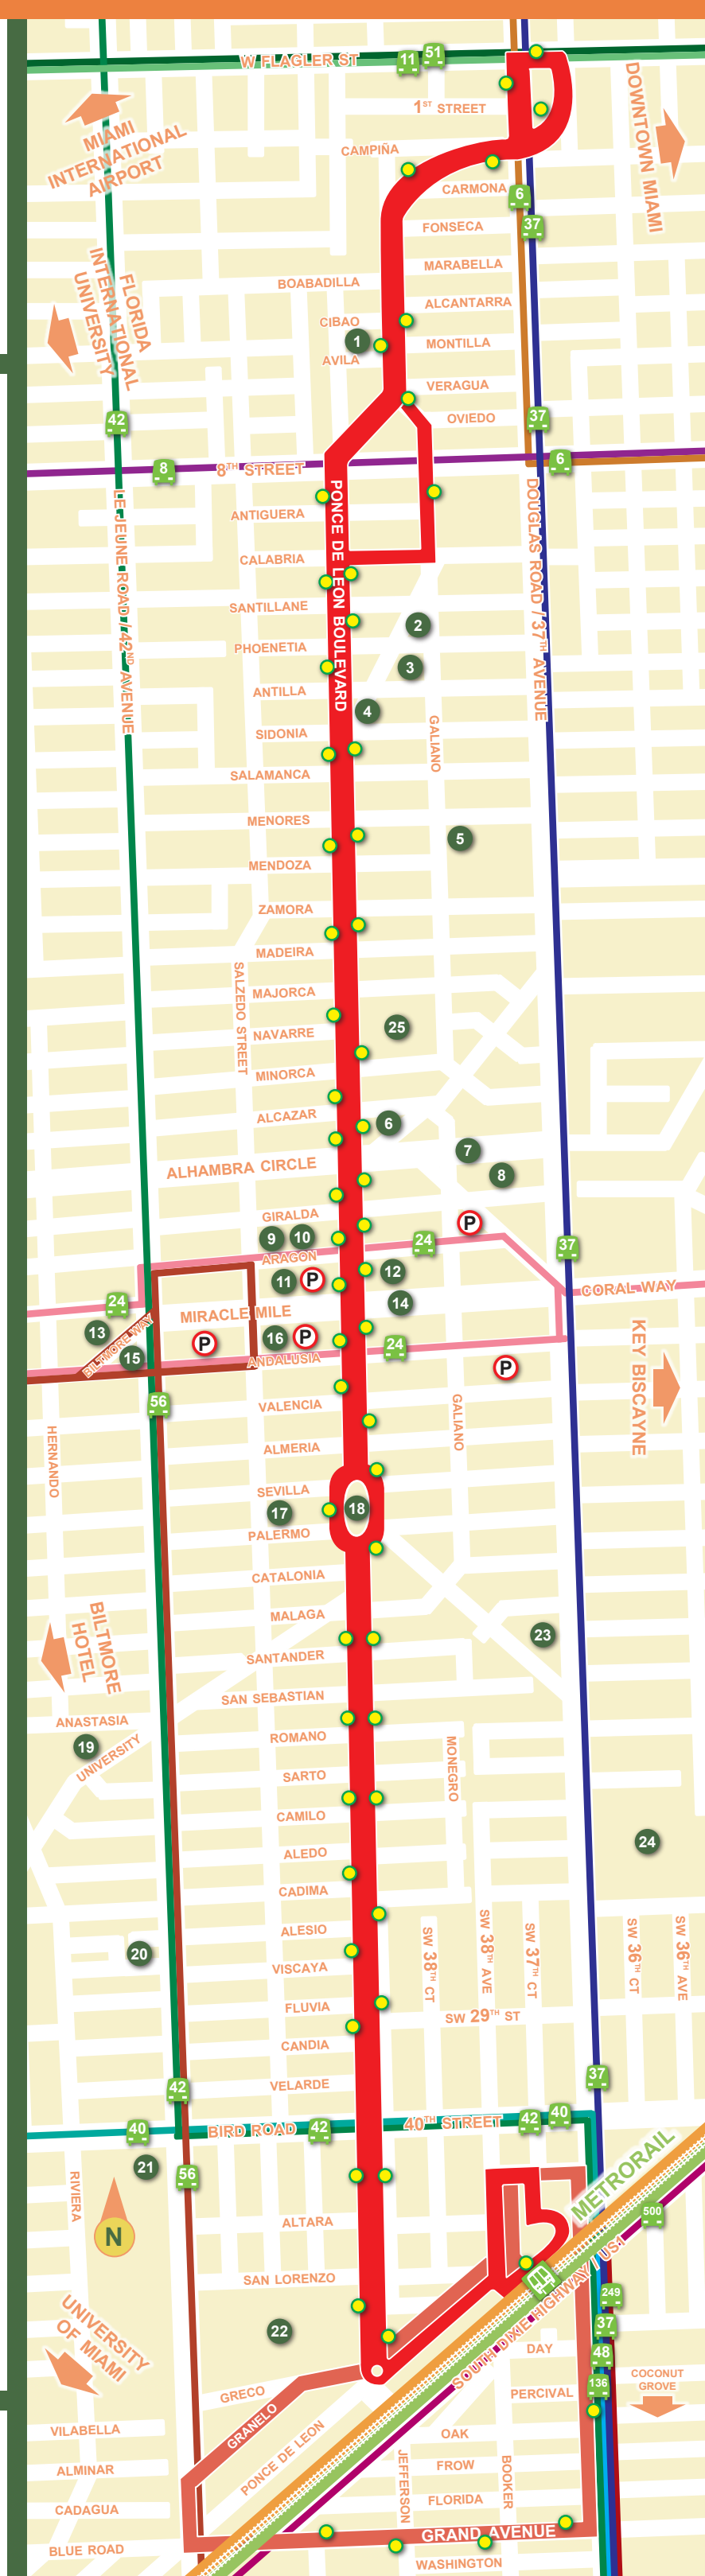 W FLAGLER ST
11
51
1ST STREET
MIAMI
INTERNATIONAL
AIRPORT
DOWNTOWN MIAMI
CAMPIÑA
CARMONA
6
FONSECA
37
MARABELLA
FLORIDA
INTERNATIONAL
UNIVERSITY
BOABADILLA
ALCANTARRA
CIBAO
1
MONTILLA
AVILA
VERAGUA
OVIEDO
42
37
8
8TH STREET
6
PONCE DE LEON BOULEVARD
LE JEUNE ROAD / 42ND AVENUE
DOUGLAS ROAD / 37TH AVENUE
ANTIGUERA
CALABRIA
SANTILLANE
2
PHOENETIA
3
ANTILLA
4
GALIANO
SIDONIA
SALAMANCA
MENORES
5
MENDOZA
ZAMORA
MADEIRA
SALZEDO STREET
MAJORCA
25
NAVARRE
MINORCA
ALCAZAR
6
7
ALHAMBRA CIRCLE
8
GIRALDA
P
9
10
24
37
ARAGON
11
P
12
CORAL WAY
24
MIRACLE MILE
14
13
BILTMORE WAY
P
16
P
24
KEY BISCAYNE
15
ANDALUSIA
P
56
VALENCIA
GALIANO
HERNANDO
ALMERIA
SEVILLA
17
18
PALERMO
CATALONIA
BILTMORE
HOTEL
MALAGA
23
SANTANDER
SAN SEBASTIAN
ANASTASIA
19
UNIVERSITY
ROMANO
MONEGRO
SARTO
CAMILO
24
ALEDO
CADIMA
SW 38TH CT
SW 38TH AVE
SW 37TH CT
SW 36TH CT
SW 36TH AVE
ALESIO
20
VISCAYA
FLUVIA
SW 29TH ST
CANDIA
37
VELARDE
42
40
BIRD ROAD
42
40TH STREET
42
40
21
56
RIVIERA
METRORAIL
500
N
ALTARA
SAN LORENZO
SOUTH DIXIE HIGHWAY / US1
249
UNIVERSITY
OF MIAMI
22
37
DAY
48
COCONUT
GROVE
GRECO
PERCIVAL
136
GRANELO
VILABELLA
PONCE DE LEON
OAK
ALMINAR
JEFFERSON
FROW
BOOKER
CADAGUA
FLORIDA
BLUE ROAD
GRAND AVENUE
WASHINGTON